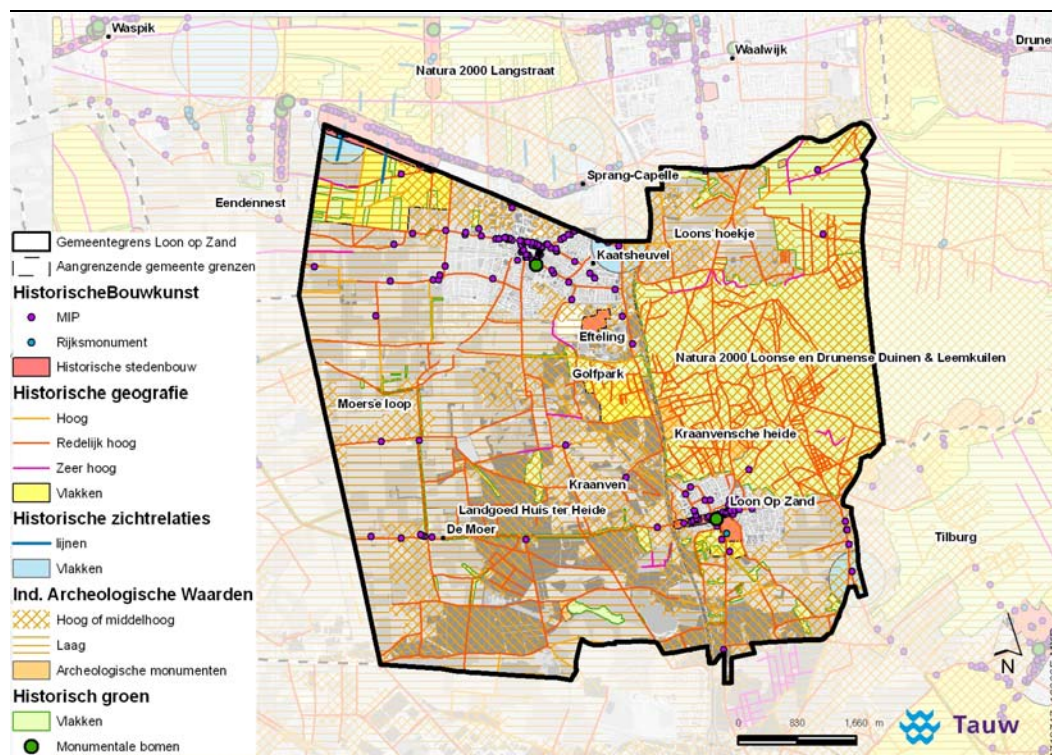 Waspik
Waalwijk
Drunen
Natura 2000 Langstraat
Sprang-Capelle
Eendennest
Loons hoekje
Kaatsheuvel
Efteling
Natura 2000 Loonse en Drunense Duinen & Leemkuilen
Golfpark
Moerse loop
Kraanvensche heide
Kraanven
Loon Op Zand
Landgoed Huis ter Heide
De Moer
Tilburg
Gemeentegrens Loon op Zand
Aangrenzende gemeente grenzen
HistorischeBouwkunst
MIP
Rijksmonument
Historische stedenbouw
Historische geografie
Hoog
Redelijk hoog
Zeer hoog
Vlakken
Historische zichtrelaties
lijnen
Vlakken
Ind. Archeologische Waarden
Hoog of middelhoog
Laag
Archeologische monumenten
Historisch groen
Vlakken
Monumentale bomen
N
0 830 1,660 m
Tauw